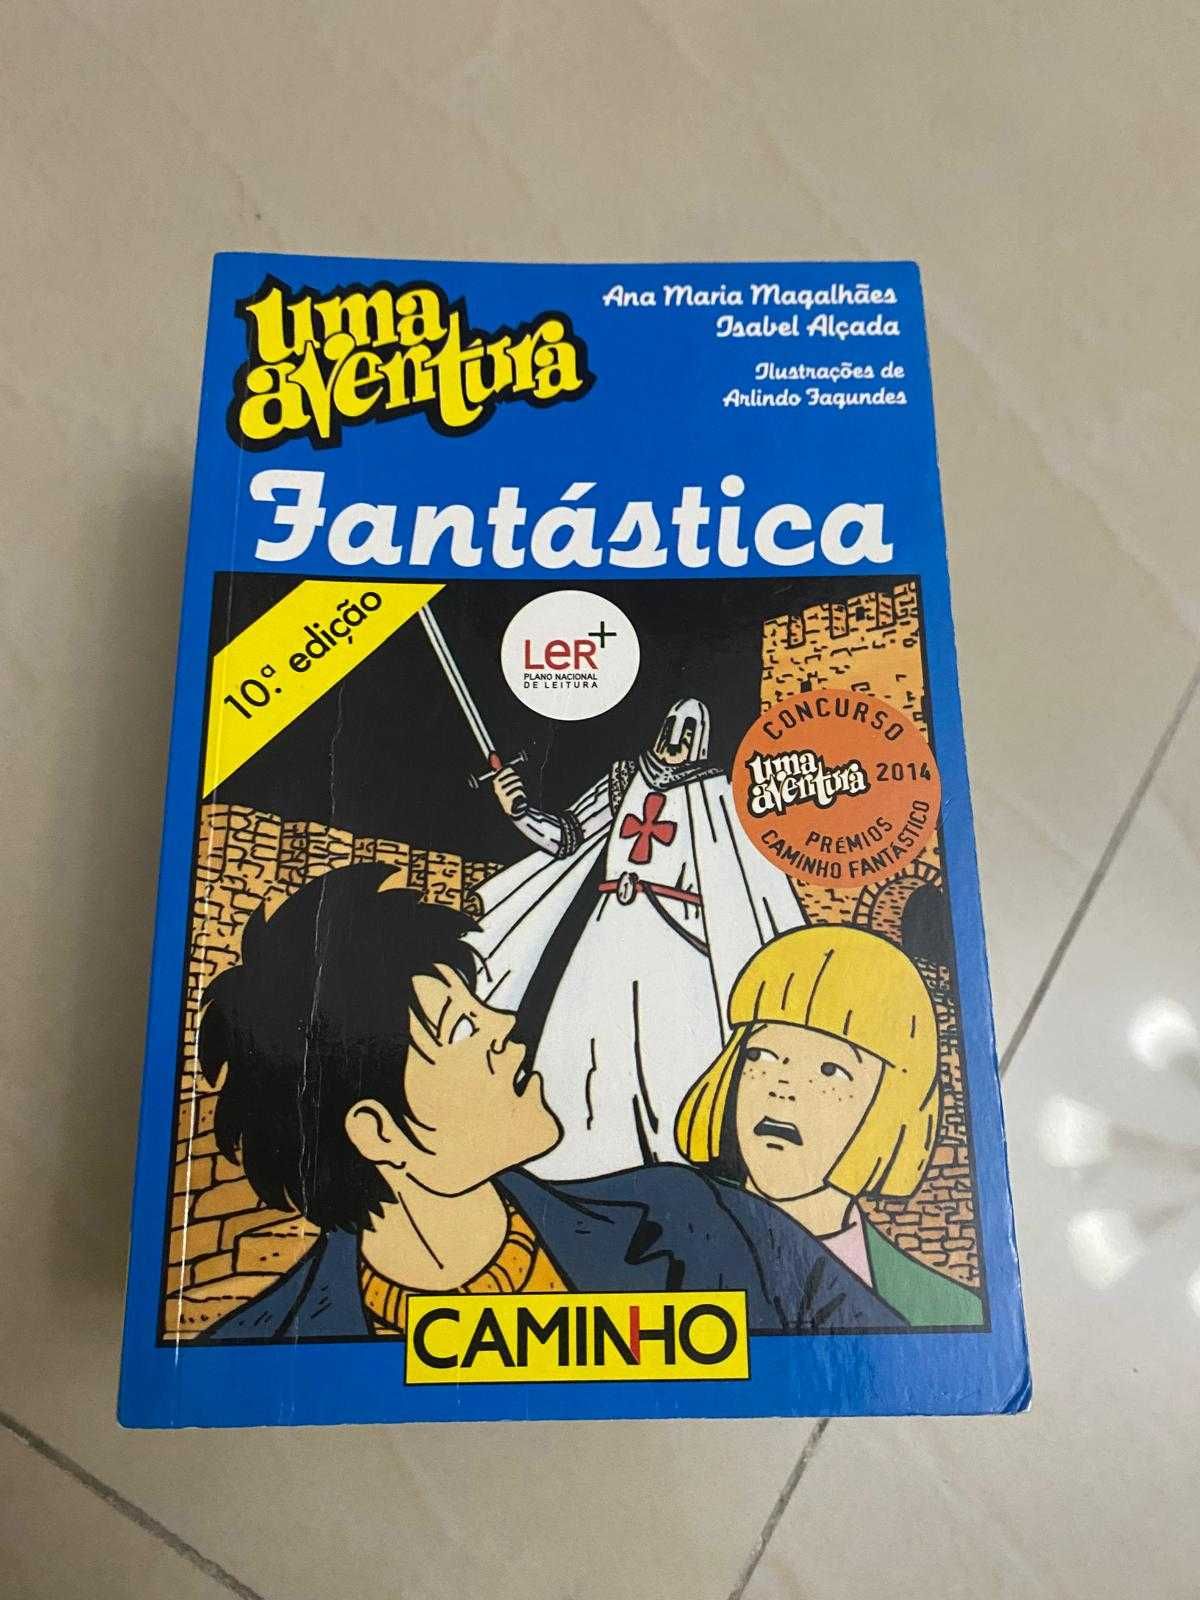 uma
aventura
Ana Maria Magalhães
Isabel Alçada
Ilustrações de
Arlindo Fagundes
Fantástica
10.ª edição
LeR+
PLANO NACIONAL
DE LEITURA
CONCURSO
uma
aventura 2014
PRÉMIOS
CAMINHO FANTÁSTICO
CAMINHO